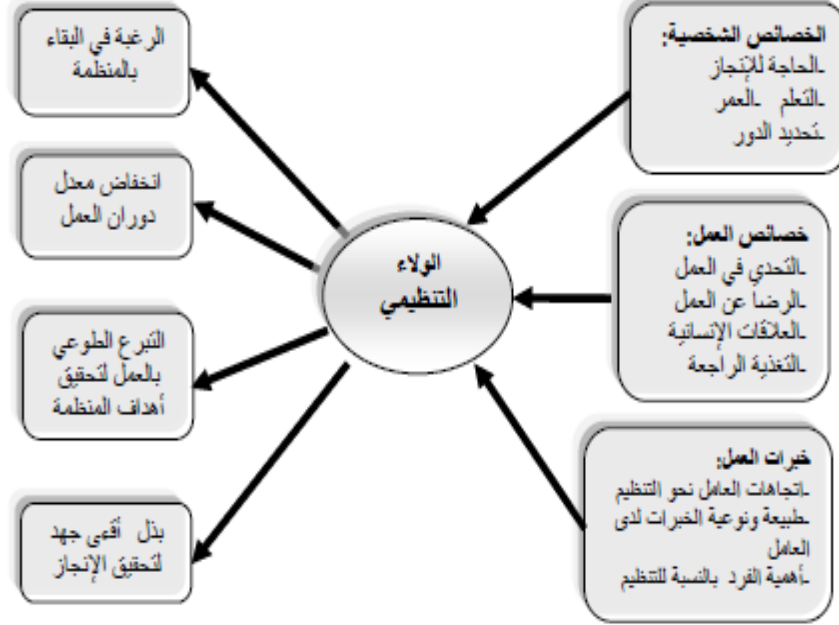 الخصائص الشخصية:
-الحاجة للإنجاز
-التعلم -العمر
-تحديد الدور
خصائص العمل:
-التحدي في العمل
-الرضا عن العمل
-العلاقات الإنسانية
-التغذية الراجعة
خبرات العمل:
-اتجاهات العامل نحو التنظيم
-طبيعة ونوعية الخبرات لدى
العامل
-أهمية الفرد بالنسبة للتنظيم
الولاء
التنظيمي
الرغبة في البقاء
بالمنظمة
انخفاض معدل
دوران العمل
التبرع الطوعي
بالعمل لتحقيق
أهداف المنظمة
بذل أقصى جهد
لتحقيق الإنجاز